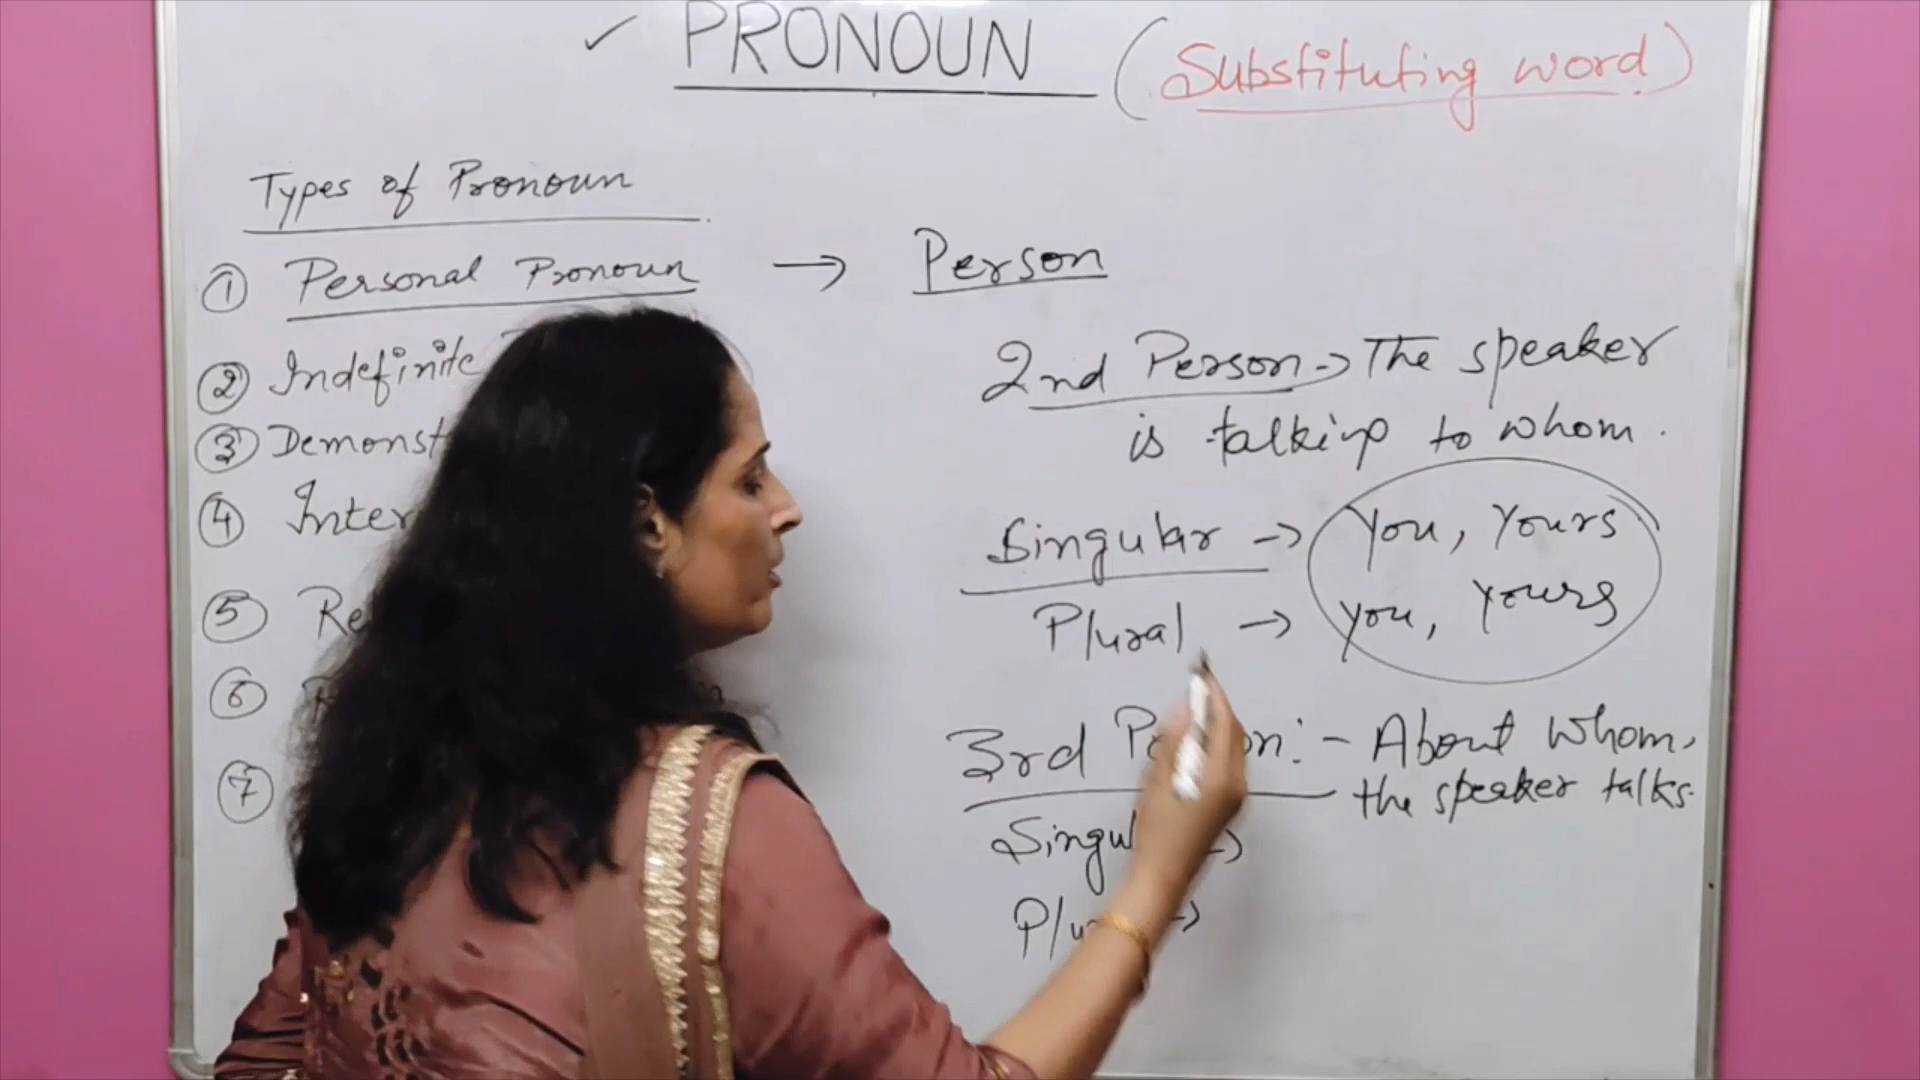 ✓ PRONOUN (Substituting word)
Types of Pronoun
① Personal Pronoun → Person
② Indefinite
③ Demonst
④ Inter
⑤ Re
⑥
⑦
2nd Person → The speaker
is talking to whom.
Singular → You, Yours
Plural → You, Yours
3rd Person :- About whom,
the speaker talks.
Singul →
Plu →